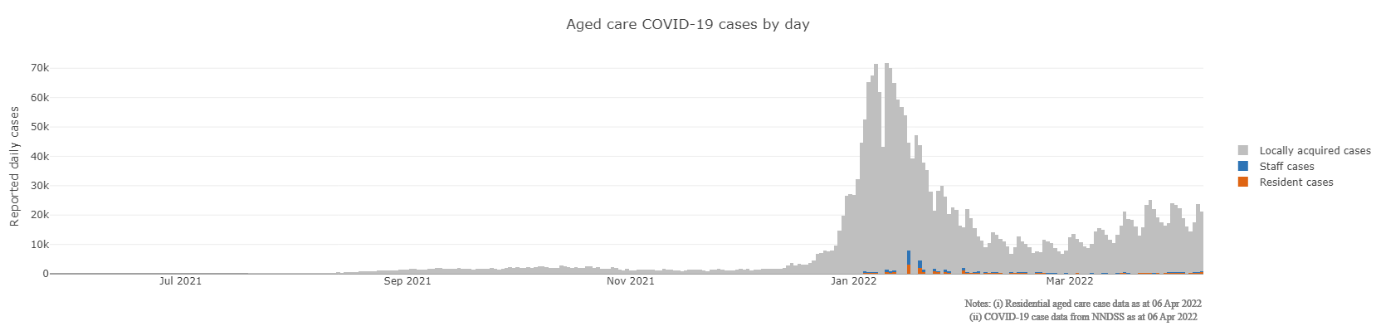 Aged care COVID-19 cases by day
Reported daily cases
70k
60k
50k
40k
30k
20k
10k
0
Jul 2021 Sep 2021 Nov 2021 Jan 2022 Mar 2022
Locally acquired cases
Staff cases
Resident cases
Notes: (i) Residential aged care case data as at 06 Apr 2022
(ii) COVID-19 case data from NNDSS as at 06 Apr 2022